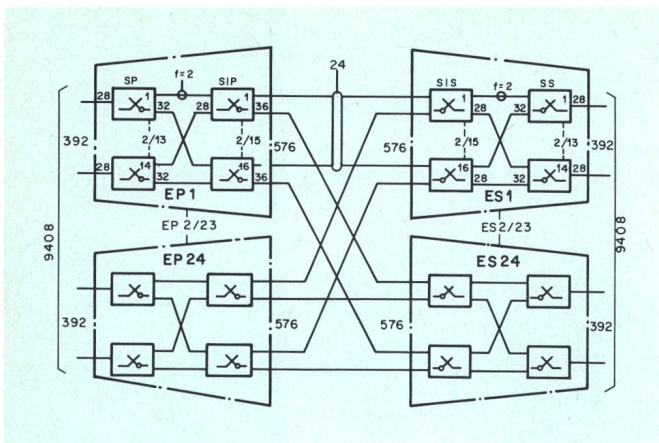 24
SP f=2 SIP SIS f=2 SS
28 1 32 28 1 36 1 28 32 1 28
392 2/13 2/15 576 576 2/15 2/13 392
28 14 32 16 36 16 28 32 14 28
EP 1 ES 1
9408 EP 2/23 ES 2/23 9408
EP 24 ES 24
392 576 576 392